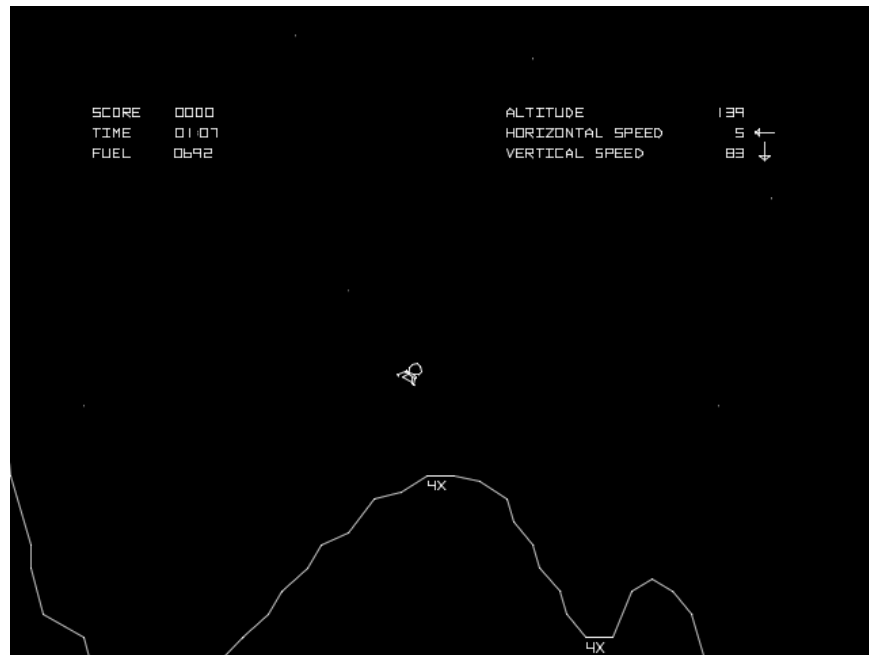 SCORE 0000
TIME 01:07
FUEL 0692
ALTITUDE 139
HORIZONTAL SPEED 5 ←
VERTICAL SPEED 83 ↓
4X
4X